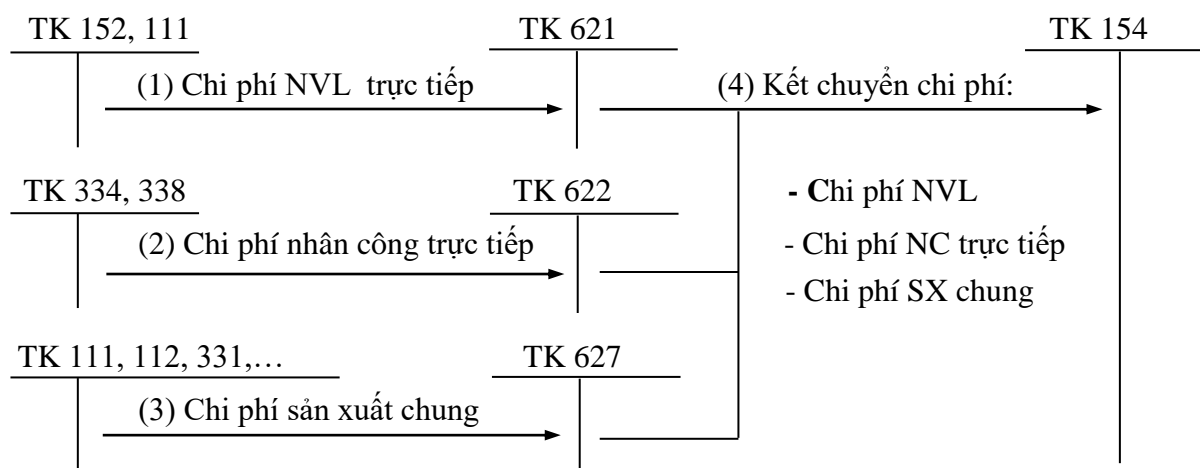 TK 152, 111
TK 621
TK 154
(1) Chi phí NVL trực tiếp
(4) Kết chuyển chi phí:
TK 334, 338
TK 622
- Chi phí NVL
(2) Chi phí nhân công trực tiếp
- Chi phí NC trực tiếp
- Chi phí SX chung
TK 111, 112, 331,…
TK 627
(3) Chi phí sản xuất chung